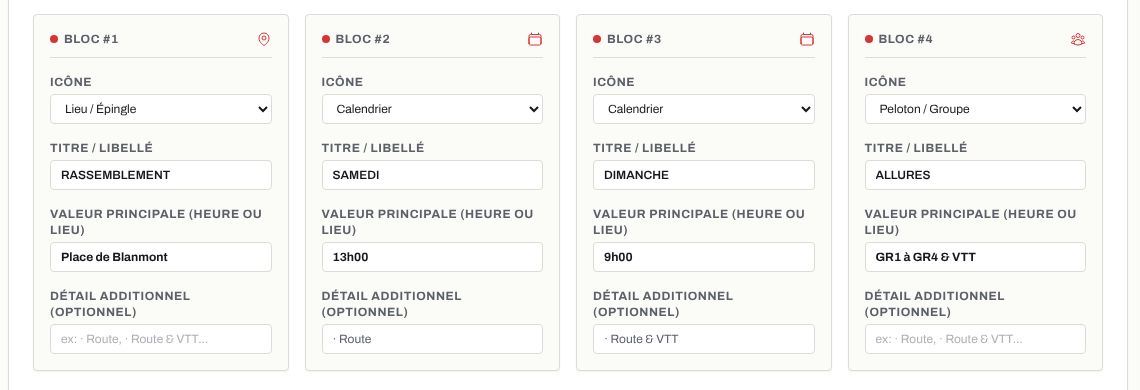 BLOC #1
ICÔNE
Lieu / Épingle
TITRE / LIBELLÉ
RASSEMBLEMENT
VALEUR PRINCIPALE (HEURE OU
LIEU)
Place de Blanmont
DÉTAIL ADDITIONNEL
(OPTIONNEL)
ex: · Route, · Route & VTT...
BLOC #2
ICÔNE
Calendrier
TITRE / LIBELLÉ
SAMEDI
VALEUR PRINCIPALE (HEURE OU
LIEU)
13h00
DÉTAIL ADDITIONNEL
(OPTIONNEL)
· Route
BLOC #3
ICÔNE
Calendrier
TITRE / LIBELLÉ
DIMANCHE
VALEUR PRINCIPALE (HEURE OU
LIEU)
9h00
DÉTAIL ADDITIONNEL
(OPTIONNEL)
· Route & VTT
BLOC #4
ICÔNE
Peloton / Groupe
TITRE / LIBELLÉ
ALLURES
VALEUR PRINCIPALE (HEURE OU
LIEU)
GR1 à GR4 & VTT
DÉTAIL ADDITIONNEL
(OPTIONNEL)
ex: · Route, · Route & VTT...